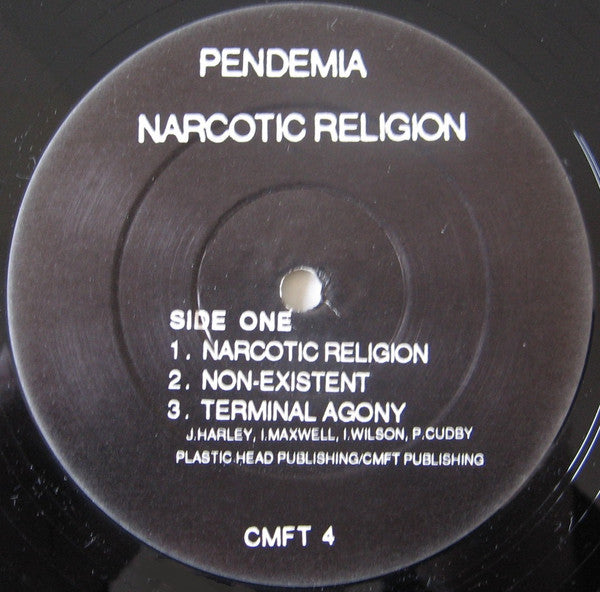 PENDEMIA
NARCOTIC RELIGION
SIDE ONE
1. NARCOTIC RELIGION
2. NON-EXISTENT
3. TERMINAL AGONY
J.HARLEY, I.MAXWELL, I.WILSON, P.CUDBY
PLASTIC HEAD PUBLISHING/CMFT PUBLISHING
CMFT 4